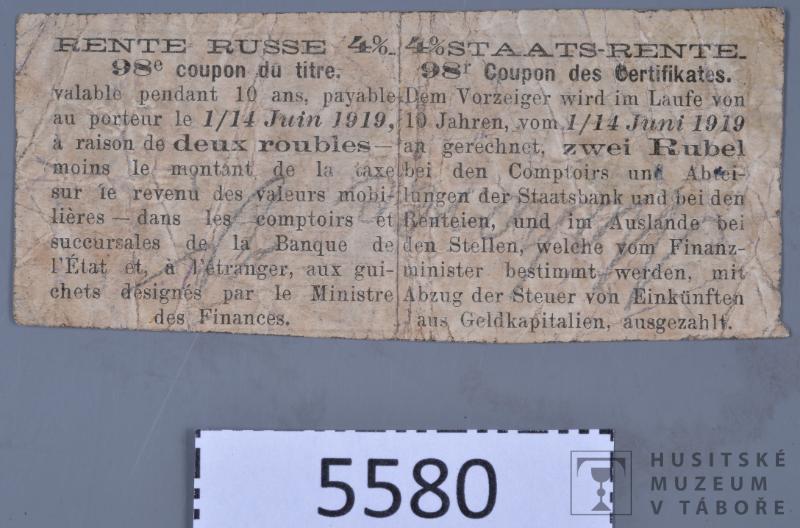 RENTE RUSSE 4%.
98e coupon du titre.
valable pendant 10 ans, payable
au porteur le 1/14 Juin 1919,
à raison de deux roubles—
moins le montant de la taxe
sur le revenu des valeurs mobi-
lières — dans les comptoirs et
succursales de la Banque de
l'État et, à l'étranger, aux gui-
chets désignés par le Ministre
des Finances.
4% STAATS-RENTE.
98r Coupon des Certifikates.
Dem Vorzeiger wird im Laufe von
10 Jahren, vom 1/14 Juni 1919
an gerechnet, zwei Rubel
bei den Comptoirs und Abtei-
lungen der Staatsbank und bei den
Renteien, und im Auslande bei
den Stellen, welche vom Finanz-
minister bestimmt werden, mit
Abzug der Steuer von Einkünften
aus Geldkapitalien, ausgezahlt.
5580
HUSITSKÉ
MUZEUM
V TÁBOŘE